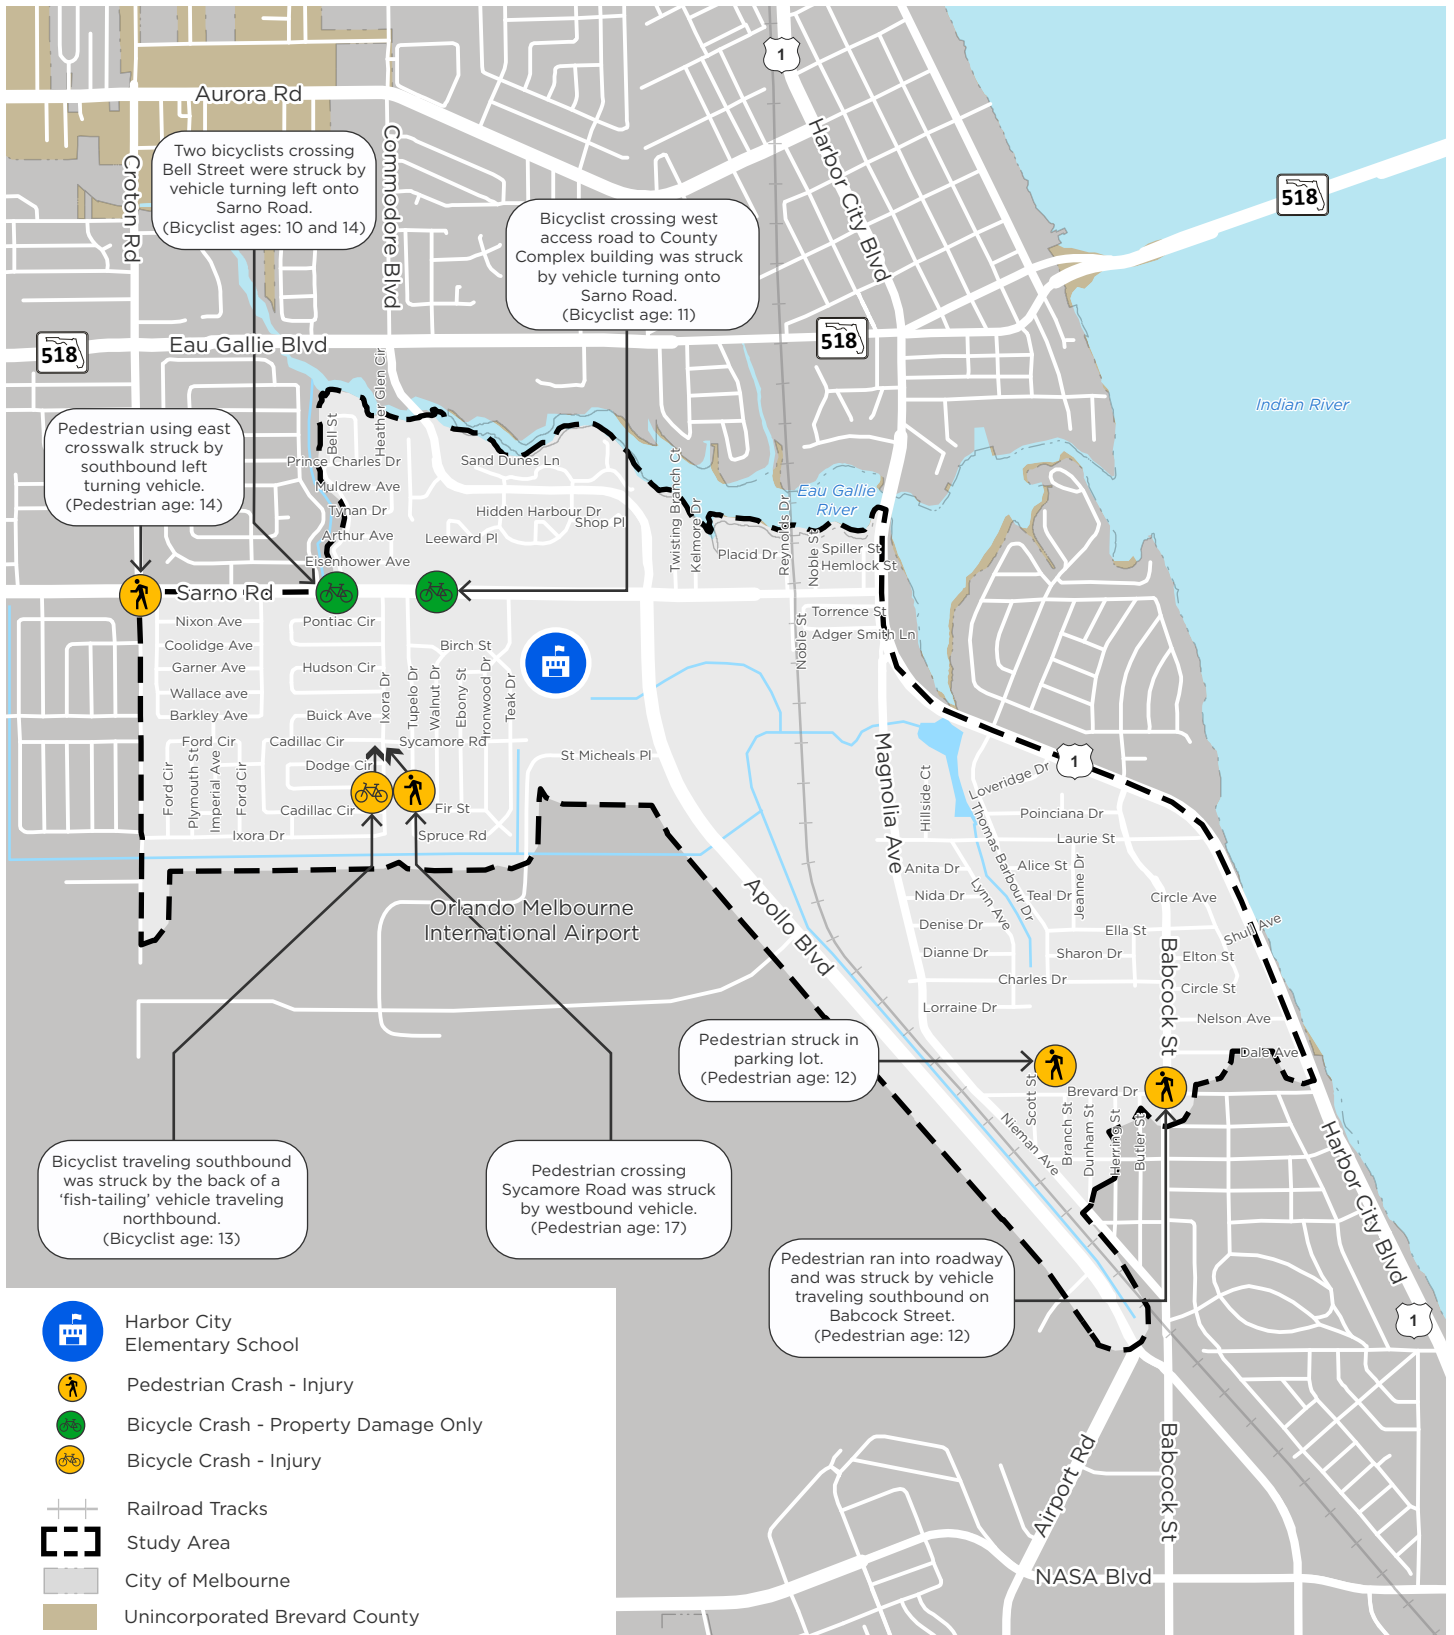 1
Aurora Rd
Croton Rd
Commodore Blvd
Harbor City Blvd
518
Two bicyclists crossing
Bell Street were struck by
vehicle turning left onto
Sarno Road.
(Bicyclist ages: 10 and 14)
Bicyclist crossing west
access road to County
Complex building was struck
by vehicle turning onto
Sarno Road.
(Bicyclist age: 11)
518
518
Eau Gallie Blvd
Indian River
Pedestrian using east
crosswalk struck by
southbound left
turning vehicle.
(Pedestrian age: 14)
Bell St
Heather Glen Cir
Prince Charles Dr
Muldrew Ave
Tynan Dr
Arthur Ave
Eisenhower Ave
Sand Dunes Ln
Hidden Harbour Dr
Shop Pl
Leeward Pl
Twisting Branch Ct
Kelmore Dr
Placid Dr
Reynolds Dr
Noble St
Eau Gallie
River
Spiller St
Hemlock St
Sarno Rd
Torrence St
Adger Smith Ln
Noble St
Nixon Ave
Coolidge Ave
Garner Ave
Wallace ave
Barkley Ave
Pontiac Cir
Hudson Cir
Buick Ave
Birch St
Ixora Dr
Tupelo Dr
Walnut Dr
Ebony St
Ironwood Dr
Teak Dr
Ford Cir
Cadillac Cir
Sycamore Rd
Dodge Cir
Ford Cir
Plymouth St
Imperial Ave
Ford Cir
Cadillac Cir
Fir St
Ixora Dr
Spruce Rd
St Micheals Pl
Magnolia Ave
Hillside Ct
1
Loveridge Dr
Thomas Barbour Dr
Poinciana Dr
Laurie St
Anita Dr
Alice St
Jeanne Dr
Nida Dr
Lynn Ave
Teal Dr
Circle Ave
Denise Dr
Ella St
Shull Ave
Dianne Dr
Sharon Dr
Elton St
Charles Dr
Circle St
Lorraine Dr
Nelson Ave
Dale Ave
Babcock St
Apollo Blvd
Orlando Melbourne
International Airport
Pedestrian struck in
parking lot.
(Pedestrian age: 12)
Scott St
Brevard Dr
Branch St
Dunham St
Herring St
Butler St
Nieman Ave
Harbor City Blvd
Bicyclist traveling southbound
was struck by the back of a
‘fish-tailing’ vehicle traveling
northbound.
(Bicyclist age: 13)
Pedestrian crossing
Sycamore Road was struck
by westbound vehicle.
(Pedestrian age: 17)
Pedestrian ran into roadway
and was struck by vehicle
traveling southbound on
Babcock Street.
(Pedestrian age: 12)
1
Airport Rd
Babcock St
NASA Blvd
Harbor City
Elementary School
Pedestrian Crash - Injury
Bicycle Crash - Property Damage Only
Bicycle Crash - Injury
Railroad Tracks
Study Area
City of Melbourne
Unincorporated Brevard County